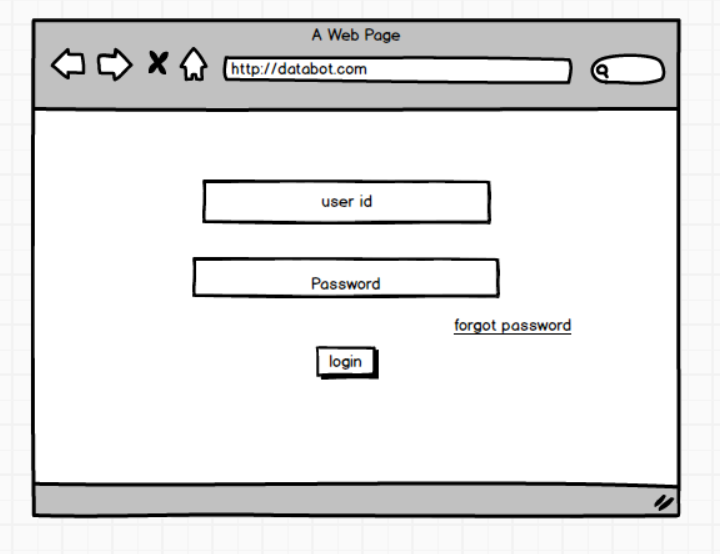 A Web Page
http://databot.com
user id
Password
forgot password
login